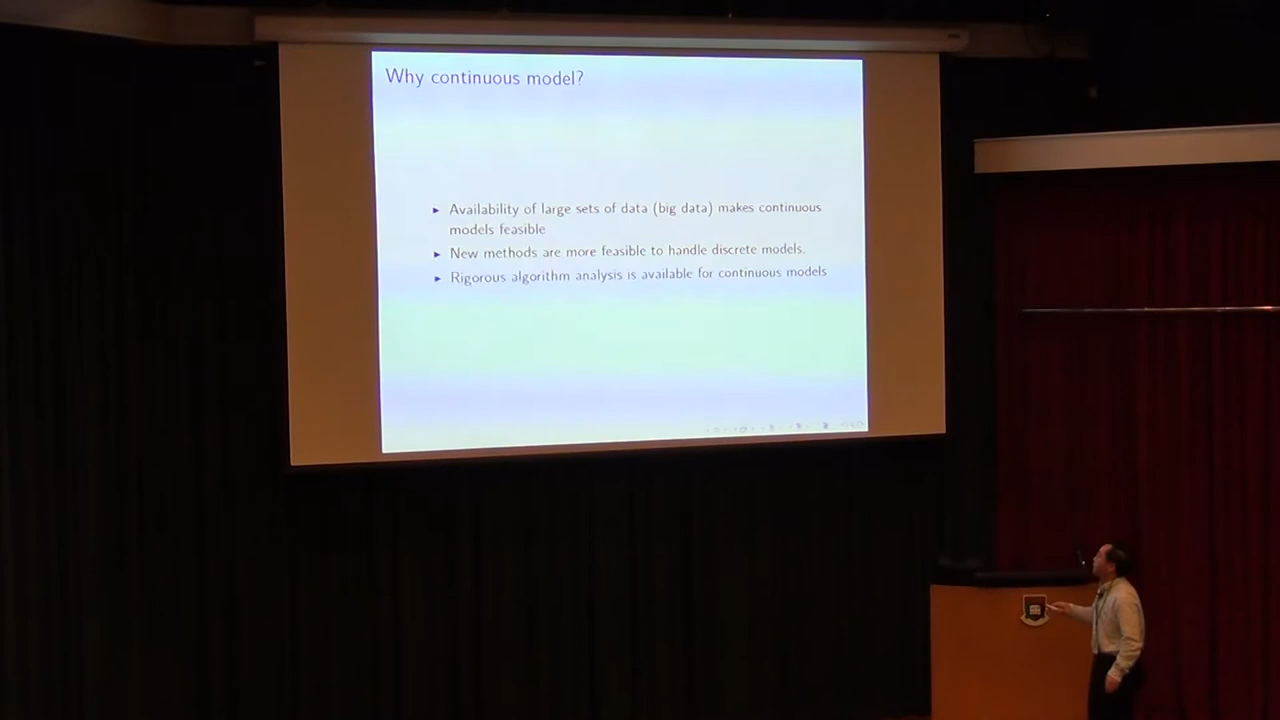 Why continuous model?
Availability of large sets of data (big data) makes continuous
models feasible
New methods are more feasible to handle discrete models.
Rigorous algorithm analysis is available for continuous models